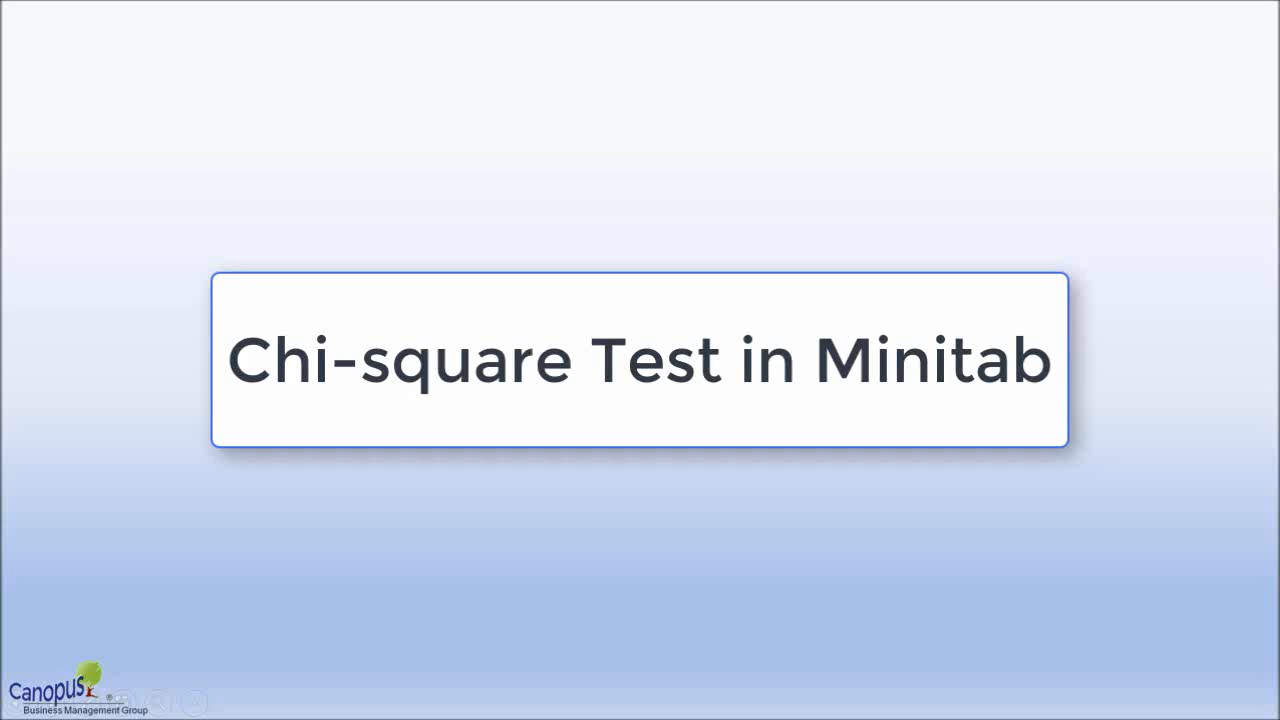 Chi-square Test in Minitab
Canopus ®
Business Management Group